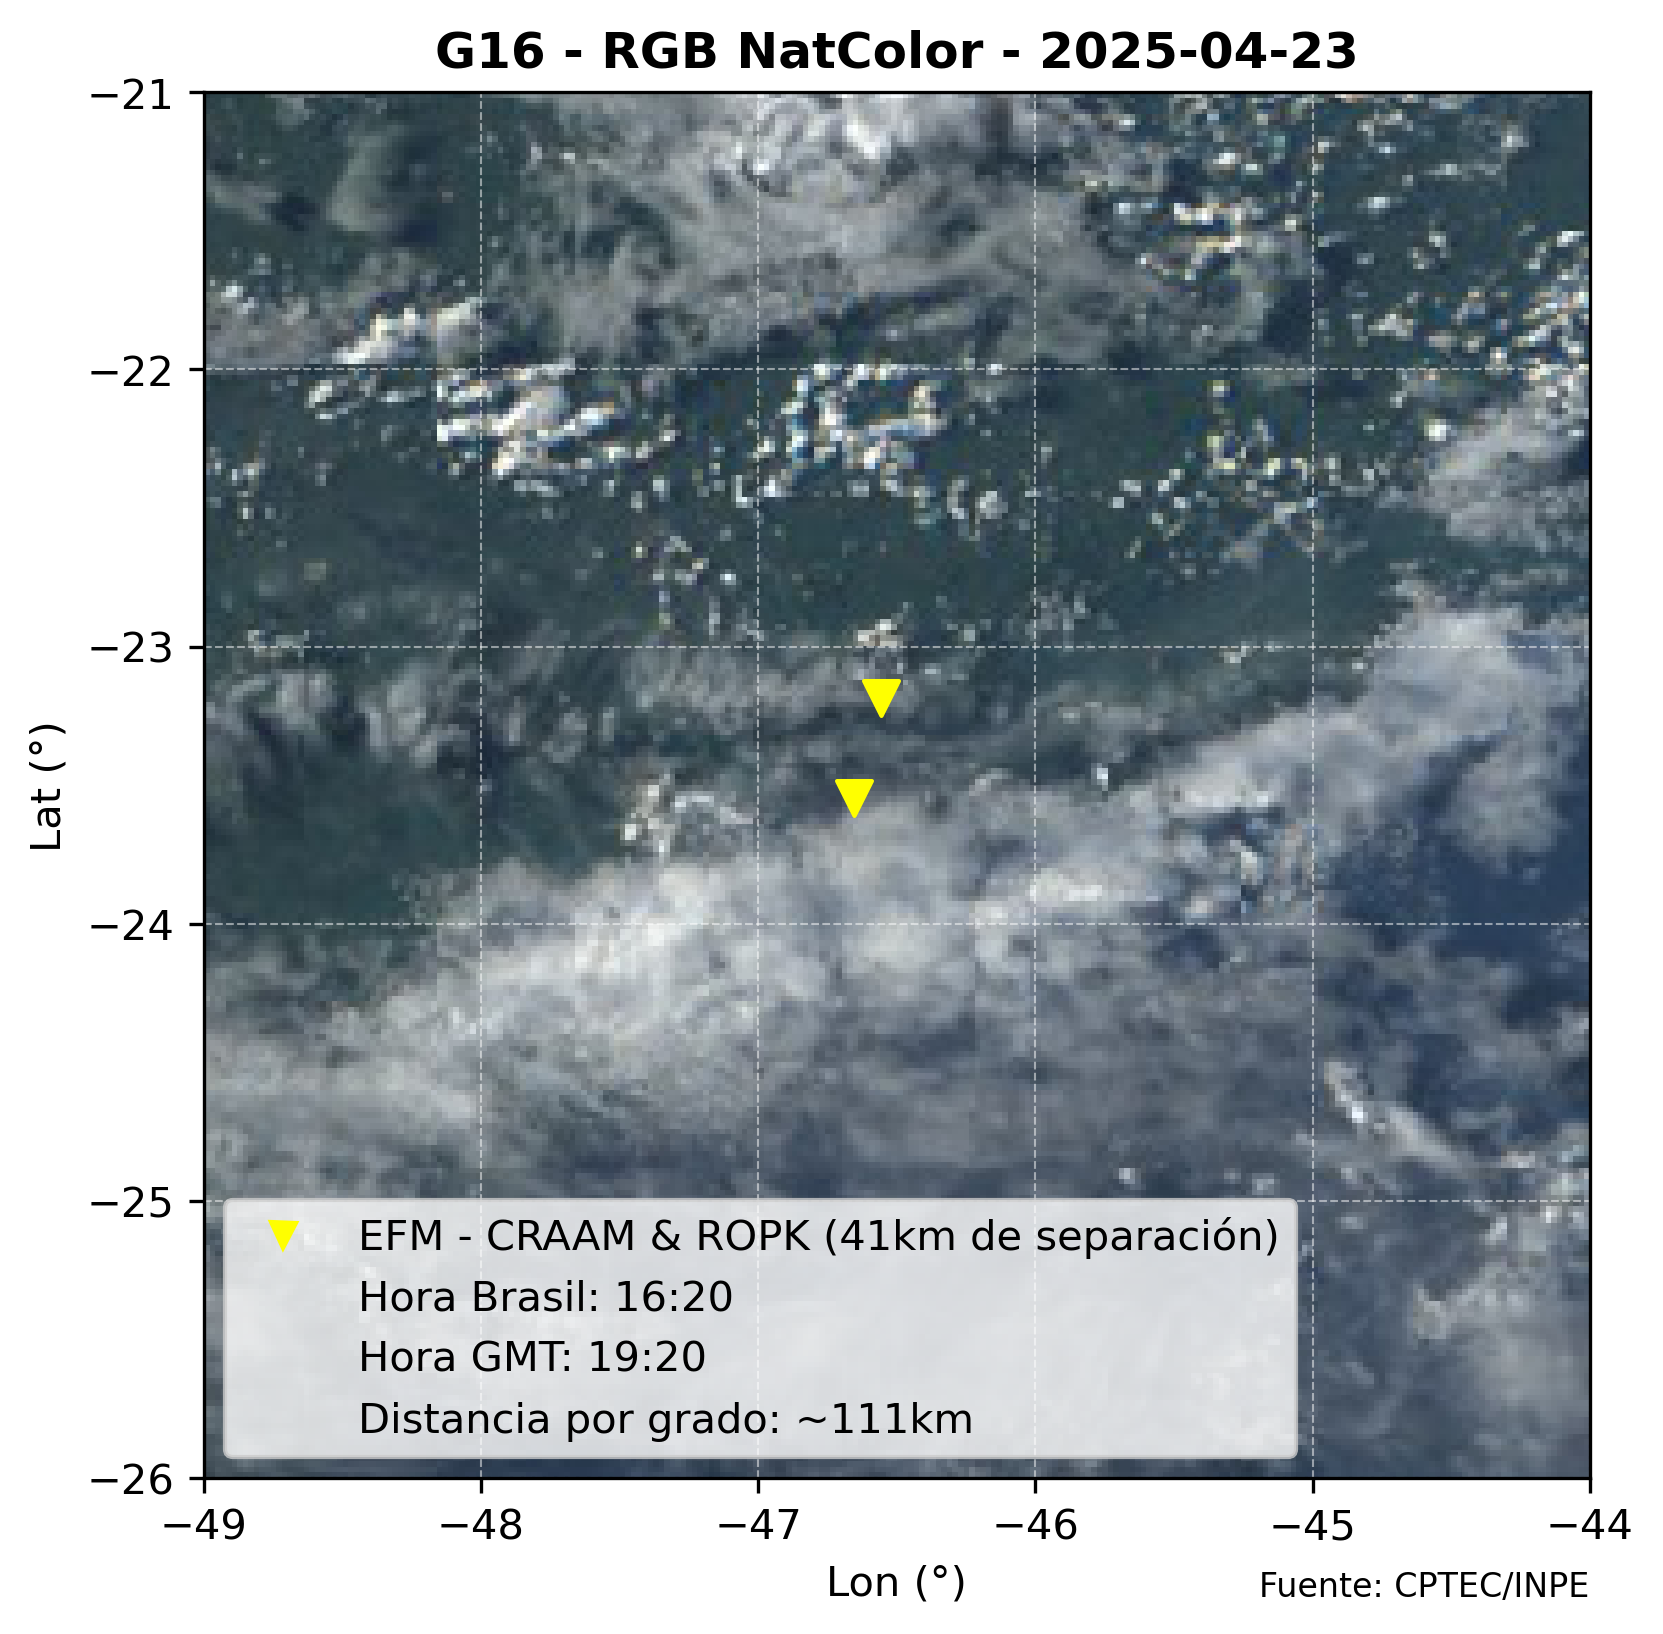 G16 - RGB NatColor - 2025-04-23
−21
−22
−23
−24
−25
−26
Lat (°)
EFM - CRAAM & ROPK (41km de separación)
Hora Brasil: 16:20
Hora GMT: 19:20
Distancia por grado: ~111km
−49 −48 −47 −46 −45 −44
Lon (°)
Fuente: CPTEC/INPE